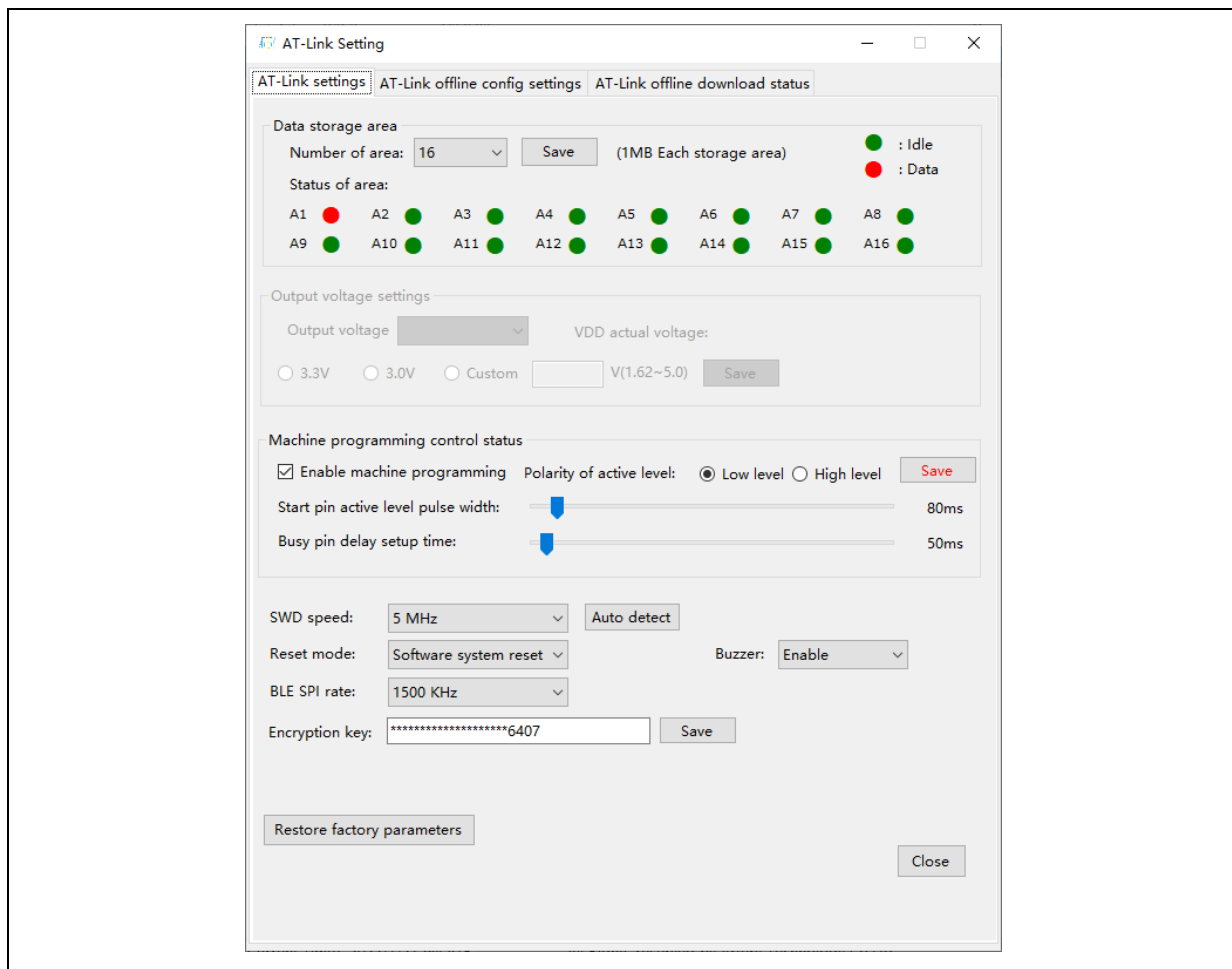 AT-Link Setting
AT-Link settings AT-Link offline config settings AT-Link offline download status
Data storage area
Number of area: 16 Save (1MB Each storage area) : Idle
: Data
Status of area:
A1 A2 A3 A4 A5 A6 A7 A8
A9 A10 A11 A12 A13 A14 A15 A16
Output voltage settings
Output voltage VDD actual voltage:
3.3V 3.0V Custom V(1.62~5.0) Save
Machine programming control status
Enable machine programming Polarity of active level: Low level High level Save
Start pin active level pulse width: 80ms
Busy pin delay setup time: 50ms
SWD speed: 5 MHz Auto detect
Reset mode: Software system reset Buzzer: Enable
BLE SPI rate: 1500 KHz
Encryption key: ********************6407 Save
Restore factory parameters
Close